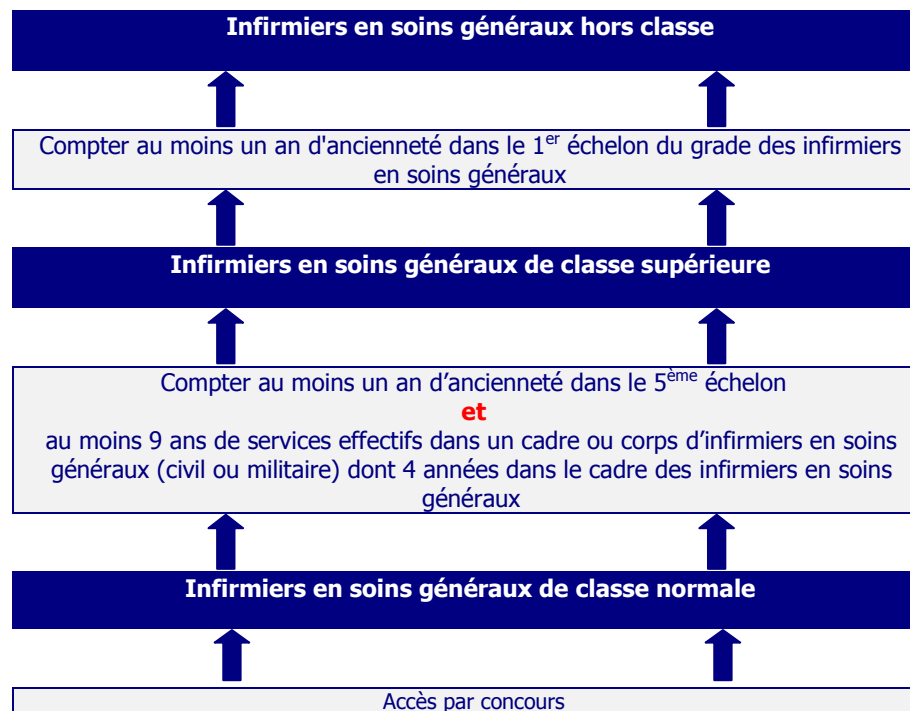 Infirmiers en soins généraux hors classe
Compter au moins un an d'ancienneté dans le 1er échelon du grade des infirmiers
en soins généraux
Infirmiers en soins généraux de classe supérieure
Compter au moins un an d’ancienneté dans le 5ème échelon
et
au moins 9 ans de services effectifs dans un cadre ou corps d’infirmiers en soins
généraux (civil ou militaire) dont 4 années dans le cadre des infirmiers en soins
généraux
Infirmiers en soins généraux de classe normale
Accès par concours